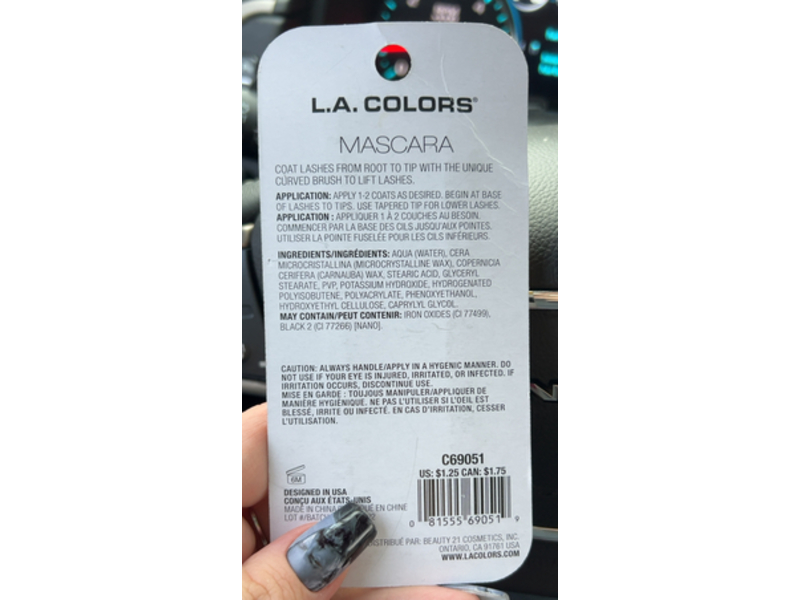 L.A. COLORS®
MASCARA
COAT LASHES FROM ROOT TO TIP WITH THE UNIQUE
CURVED BRUSH TO LIFT LASHES.
APPLICATION: APPLY 1-2 COATS AS DESIRED. BEGIN AT BASE
OF LASHES TO TIPS. USE TAPERED TIP FOR LOWER LASHES.
APPLICATION : APPLIQUER 1 À 2 COUCHES AU BESOIN.
COMMENCER PAR LA BASE DES CILS JUSQU'AUX POINTES.
UTILISER LA POINTE FUSELÉE POUR LES CILS INFÉRIEURS.
INGREDIENTS/INGRÉDIENTS: AQUA (WATER), CERA
MICROCRISTALLINA (MICROCRYSTALLINE WAX), COPERNICIA
CERIFERA (CARNAUBA) WAX, STEARIC ACID, GLYCERYL
STEARATE, PVP, POTASSIUM HYDROXIDE, HYDROGENATED
POLYISOBUTENE, POLYACRYLATE, PHENOXYETHANOL,
HYDROXYETHYL CELLULOSE, CAPRYLYL GLYCOL.
MAY CONTAIN/PEUT CONTENIR: IRON OXIDES (CI 77499),
BLACK 2 (CI 77266) [NANO].
CAUTION: ALWAYS HANDLE/APPLY IN A HYGENIC MANNER. DO
NOT USE IF YOUR EYE IS INJURED, IRRITATED, OR INFECTED. IF
IRRITATION OCCURS, DISCONTINUE USE.
MISE EN GARDE : TOUJOURS MANIPULER/APPLIQUER DE
MANIÈRE HYGIÉNIQUE. NE PAS L'UTILISER SI L'OEIL EST
BLESSÉ, IRRITE OU INFECTÉ. EN CAS D'IRRITATION, CESSER
L'UTILISATION.
C69051
US: $1.25 CAN: $1.75
6M
DESIGNED IN USA
CONÇU AUX ÉTATS-UNIS
MADE IN CHINA EN CHINE
LOT #/BATCH
0 81555 69051 9
PAR: BEAUTY 21 COSMETICS, INC.
ONTARIO, CA 91761 USA
WWW.LACOLORS.COM